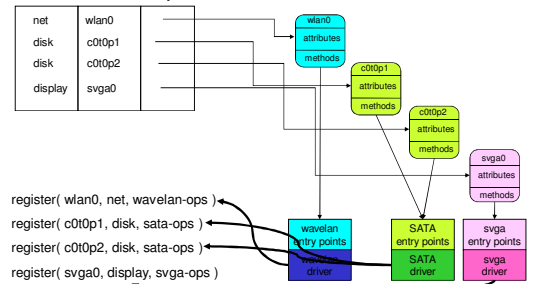 net wlan0
disk c0t0p1
disk c0t0p2
display svga0
wlan0
attributes
methods
c0t0p1
attributes
methods
c0t0p2
attributes
methods
svga0
attributes
methods
register( wlan0, net, wavelan-ops )
register( c0t0p1, disk, sata-ops )
register( c0t0p2, disk, sata-ops )
register( svga0, display, svga-ops )
wavelan
entry points
wavelan
driver
SATA
entry points
SATA
driver
svga
entry points
svga
driver